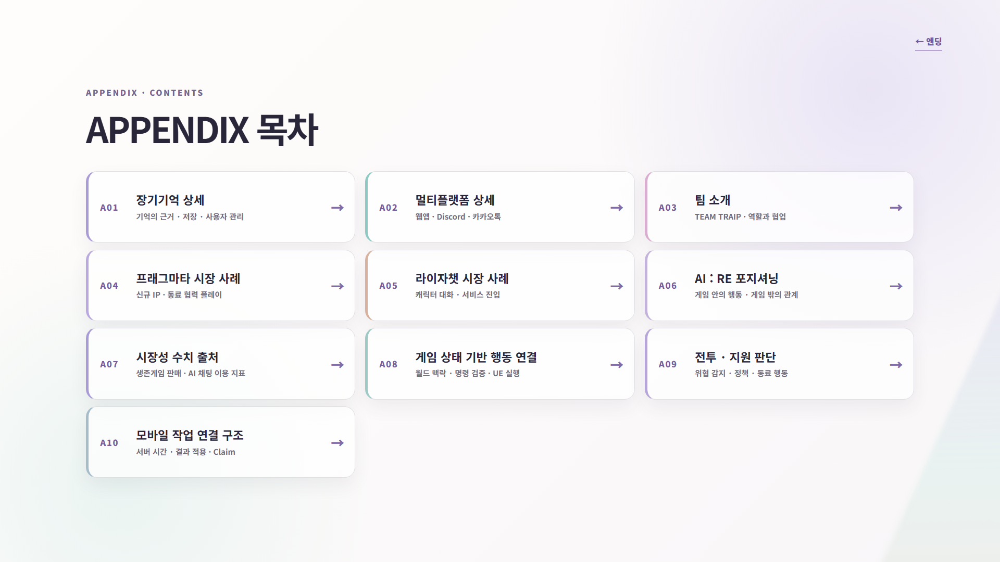 ← 엔딩
APPENDIX · CONTENTS
APPENDIX 목차
A01
장기기억 상세
기억의 근거 · 저장 · 사용자 관리
→
A02
멀티플랫폼 상세
웹앱 · Discord · 카카오톡
→
A03
팀 소개
TEAM TRAIP · 역할과 협업
→
A04
프래그마타 시장 사례
신규 IP · 동료 협력 플레이
→
A05
라이자챗 시장 사례
캐릭터 대화 · 서비스 진입
→
A06
AI : RE 포지셔닝
게임 안의 행동 · 게임 밖의 관계
→
A07
시장성 수치 출처
생존게임 판매 · AI 채팅 이용 지표
→
A08
게임 상태 기반 행동 연결
월드 맥락 · 명령 검증 · UE 실행
→
A09
전투 · 지원 판단
위협 감지 · 정책 · 동료 행동
→
A10
모바일 작업 연결 구조
서버 시간 · 결과 적용 · Claim
→